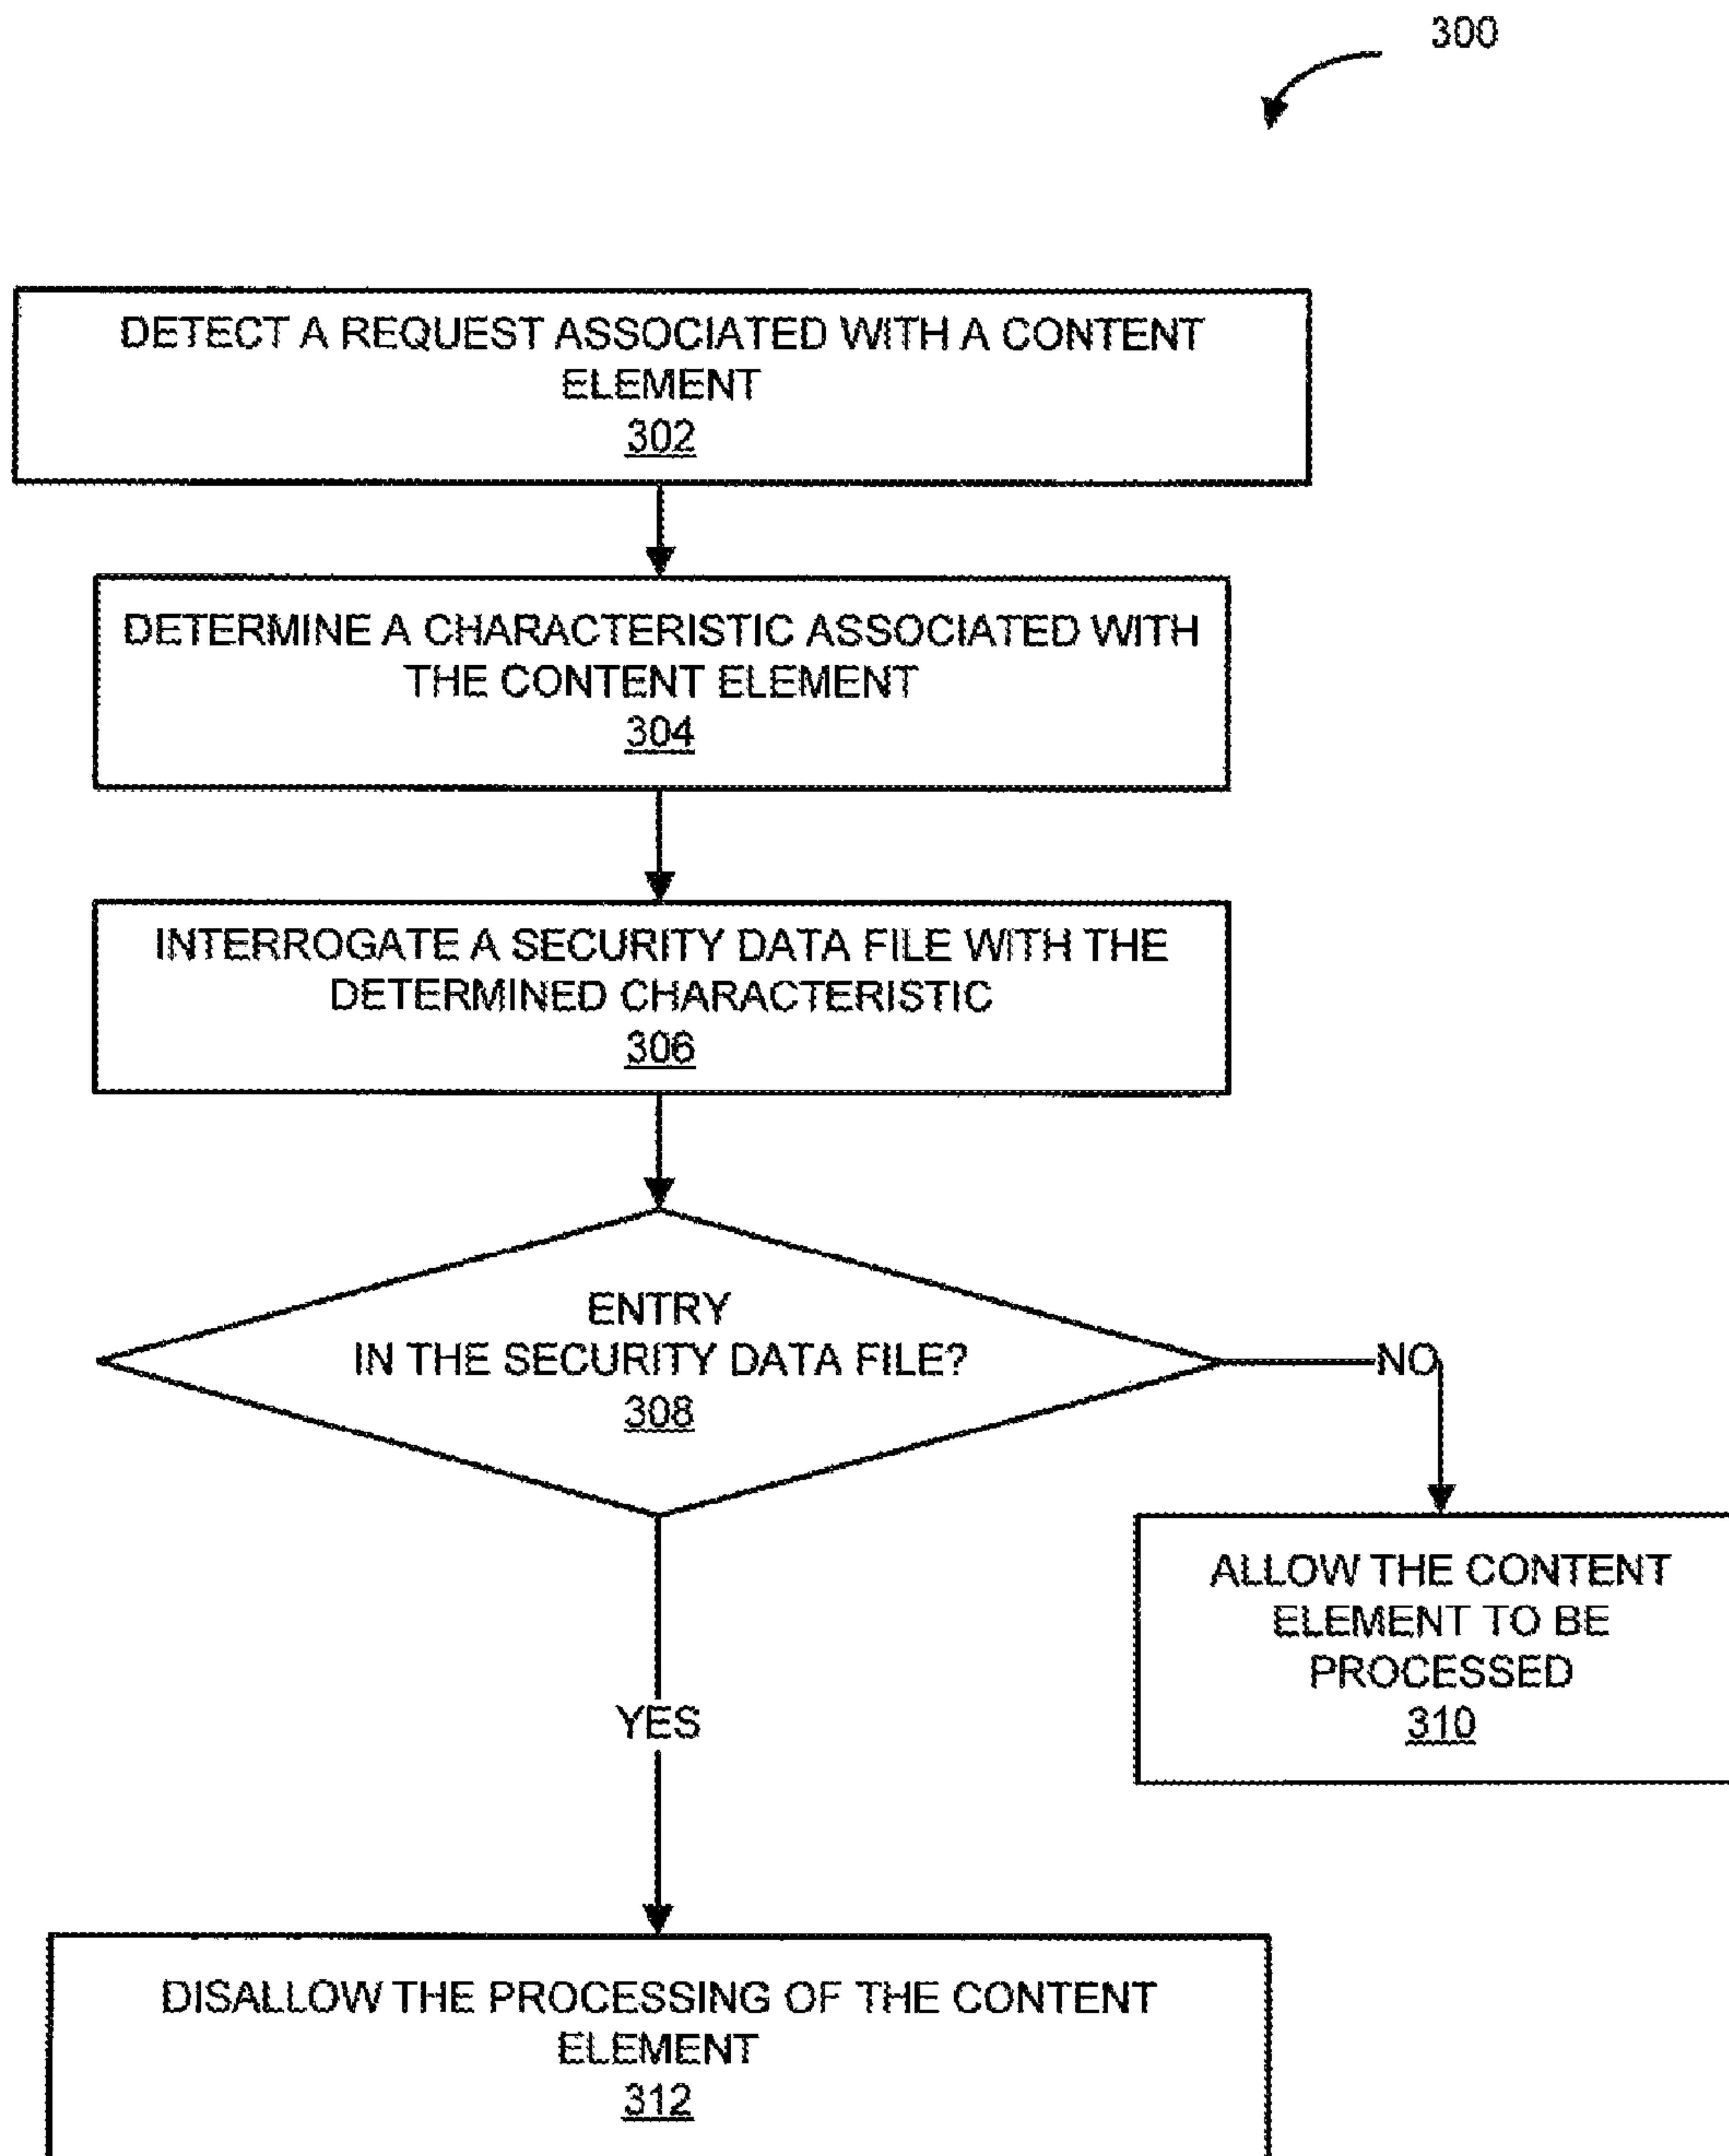 300
DETECT A REQUEST ASSOCIATED WITH A CONTENT
ELEMENT
302
DETERMINE A CHARACTERISTIC ASSOCIATED WITH
THE CONTENT ELEMENT
304
INTERROGATE A SECURITY DATA FILE WITH THE
DETERMINED CHARACTERISTIC
306
ENTRY
IN THE SECURITY DATA FILE?
308
NO
ALLOW THE CONTENT
ELEMENT TO BE
PROCESSED
310
YES
DISALLOW THE PROCESSING OF THE CONTENT
ELEMENT
312